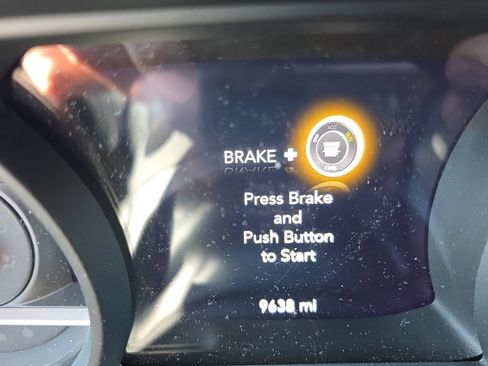 BRAKE +
Press Brake
and
Push Button
to Start
9638 mi